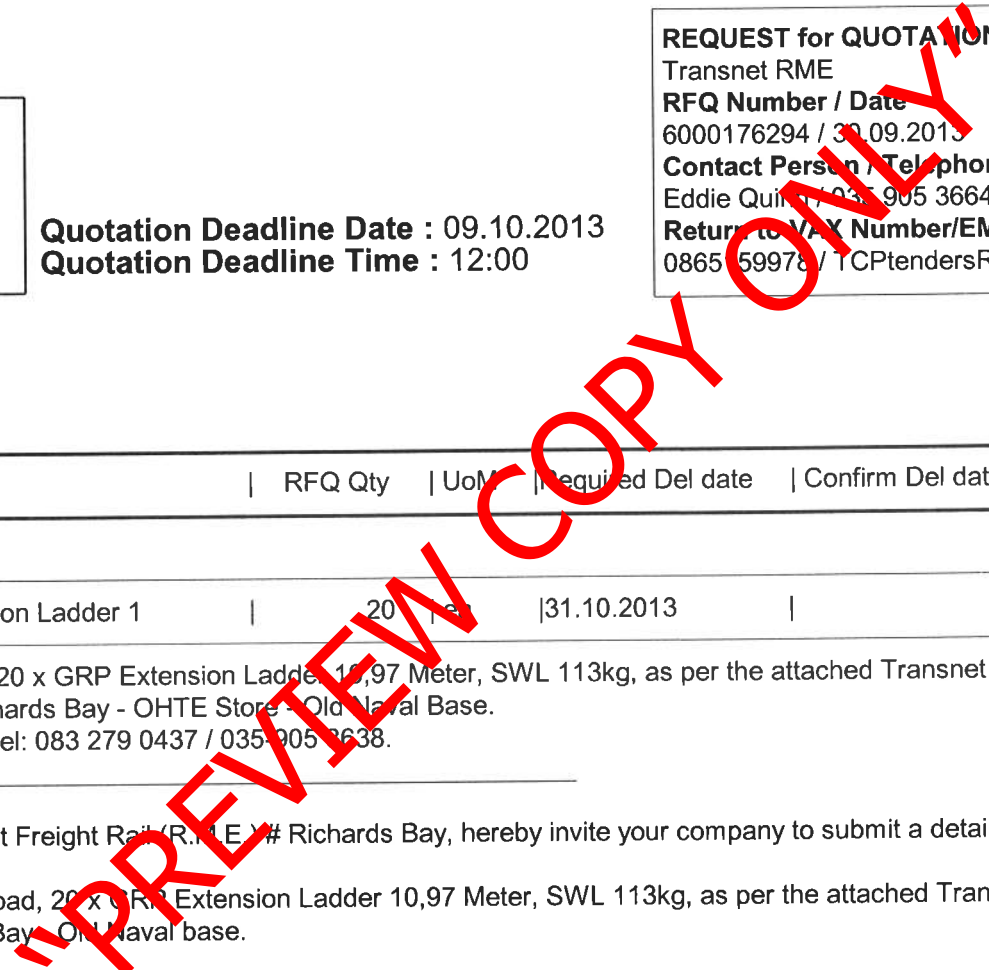 REQUEST for QUOTATION
Transnet RME
RFQ Number / Date
6000176294 / 30.09.2013
Contact Person / Telephon
Eddie Quinn / 035 905 3664
Return to VAX Number/EM
0865 59978 / TCPtendersR
Quotation Deadline Date : 09.10.2013
Quotation Deadline Time : 12:00
| RFQ Qty | UoM |Required Del date | Confirm Del dat
on Ladder 1 | 20 | ea |31.10.2013 |
20 x GRP Extension Ladder 10,97 Meter, SWL 113kg, as per the attached Transnet
hards Bay - OHTE Store - Old Naval Base.
el: 083 279 0437 / 035-905 3638.
t Freight Rail (R.M.E.) # Richards Bay, hereby invite your company to submit a detai
oad, 20 x GRP Extension Ladder 10,97 Meter, SWL 113kg, as per the attached Tran
Bay - Old Naval base.
"PREVIEW COPY ONLY"